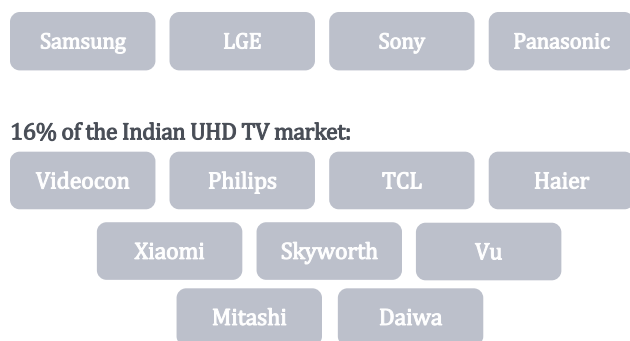 Samsung LGE Sony Panasonic
16% of the Indian UHD TV market:
Videocon Philips TCL Haier
Xiaomi Skyworth Vu
Mitashi Daiwa